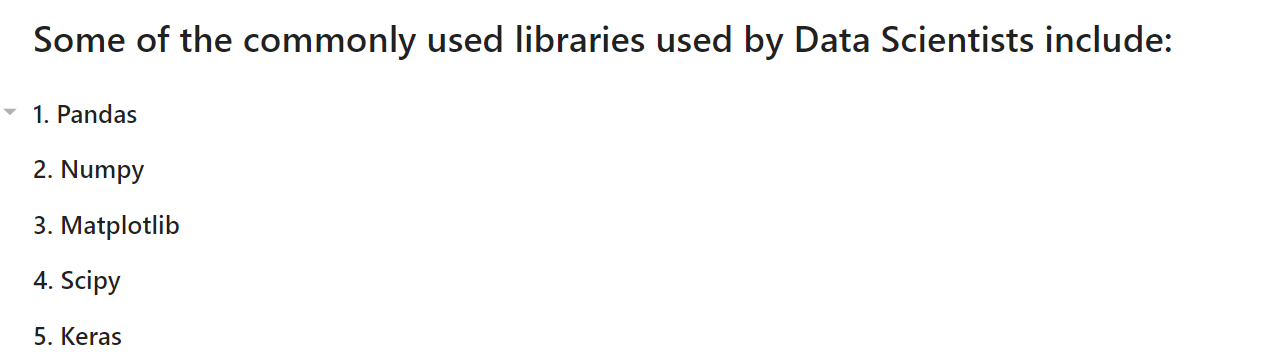 Some of the commonly used libraries used by Data Scientists include:
1. Pandas
2. Numpy
3. Matplotlib
4. Scipy
5. Keras